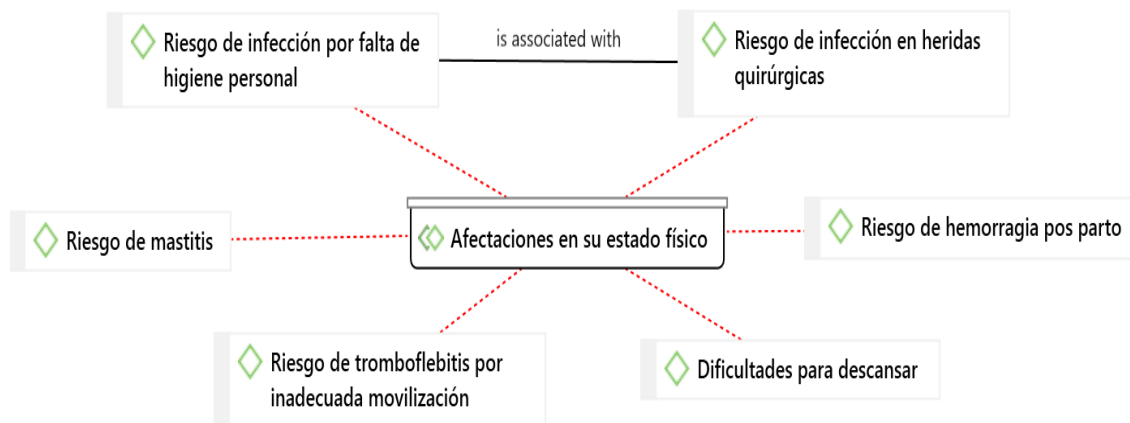 Riesgo de infección por falta de
higiene personal
is associated with
Riesgo de infección en heridas
quirúrgicas
Riesgo de mastitis
Afectaciones en su estado físico
Riesgo de hemorragia pos parto
Riesgo de tromboflebitis por
inadecuada movilización
Dificultades para descansar